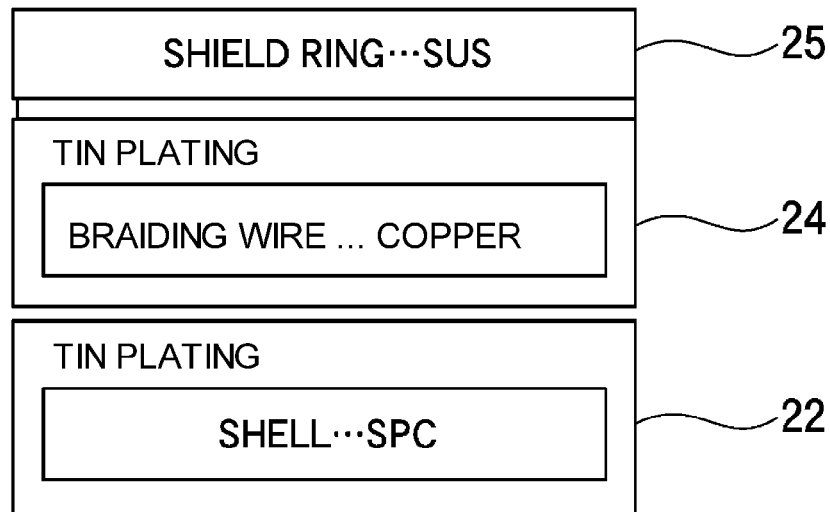 SHIELD RING···SUS
25
TIN PLATING
BRAIDING WIRE ... COPPER
24
TIN PLATING
SHELL···SPC
22